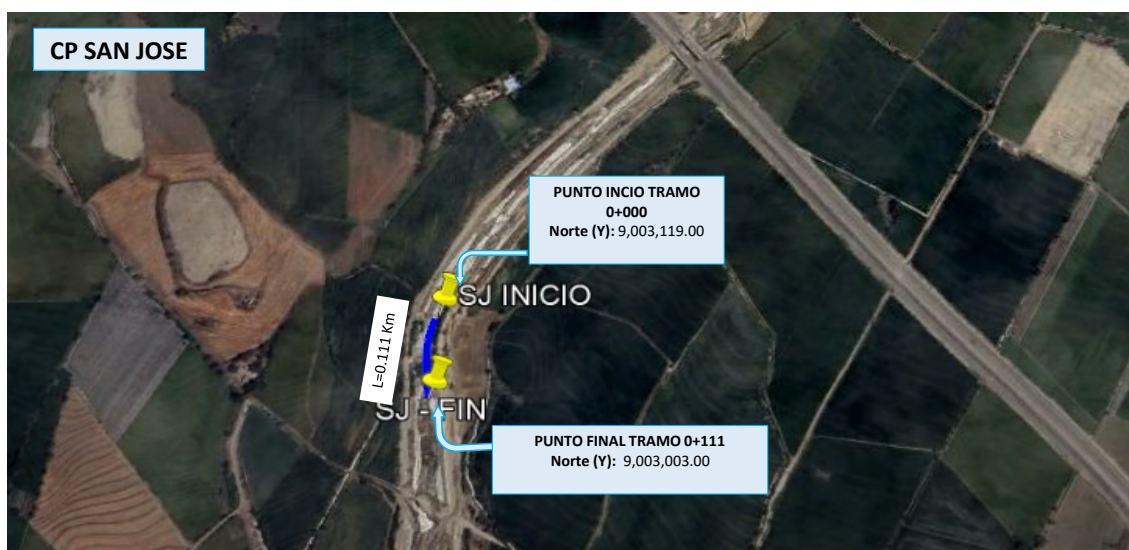 CP SAN JOSE
PUNTO INCIO TRAMO
0+000
Norte (Y): 9,003,119.00
SJ INICIO
L=0.111 Km
SJ - FIN
PUNTO FINAL TRAMO 0+111
Norte (Y): 9,003,003.00